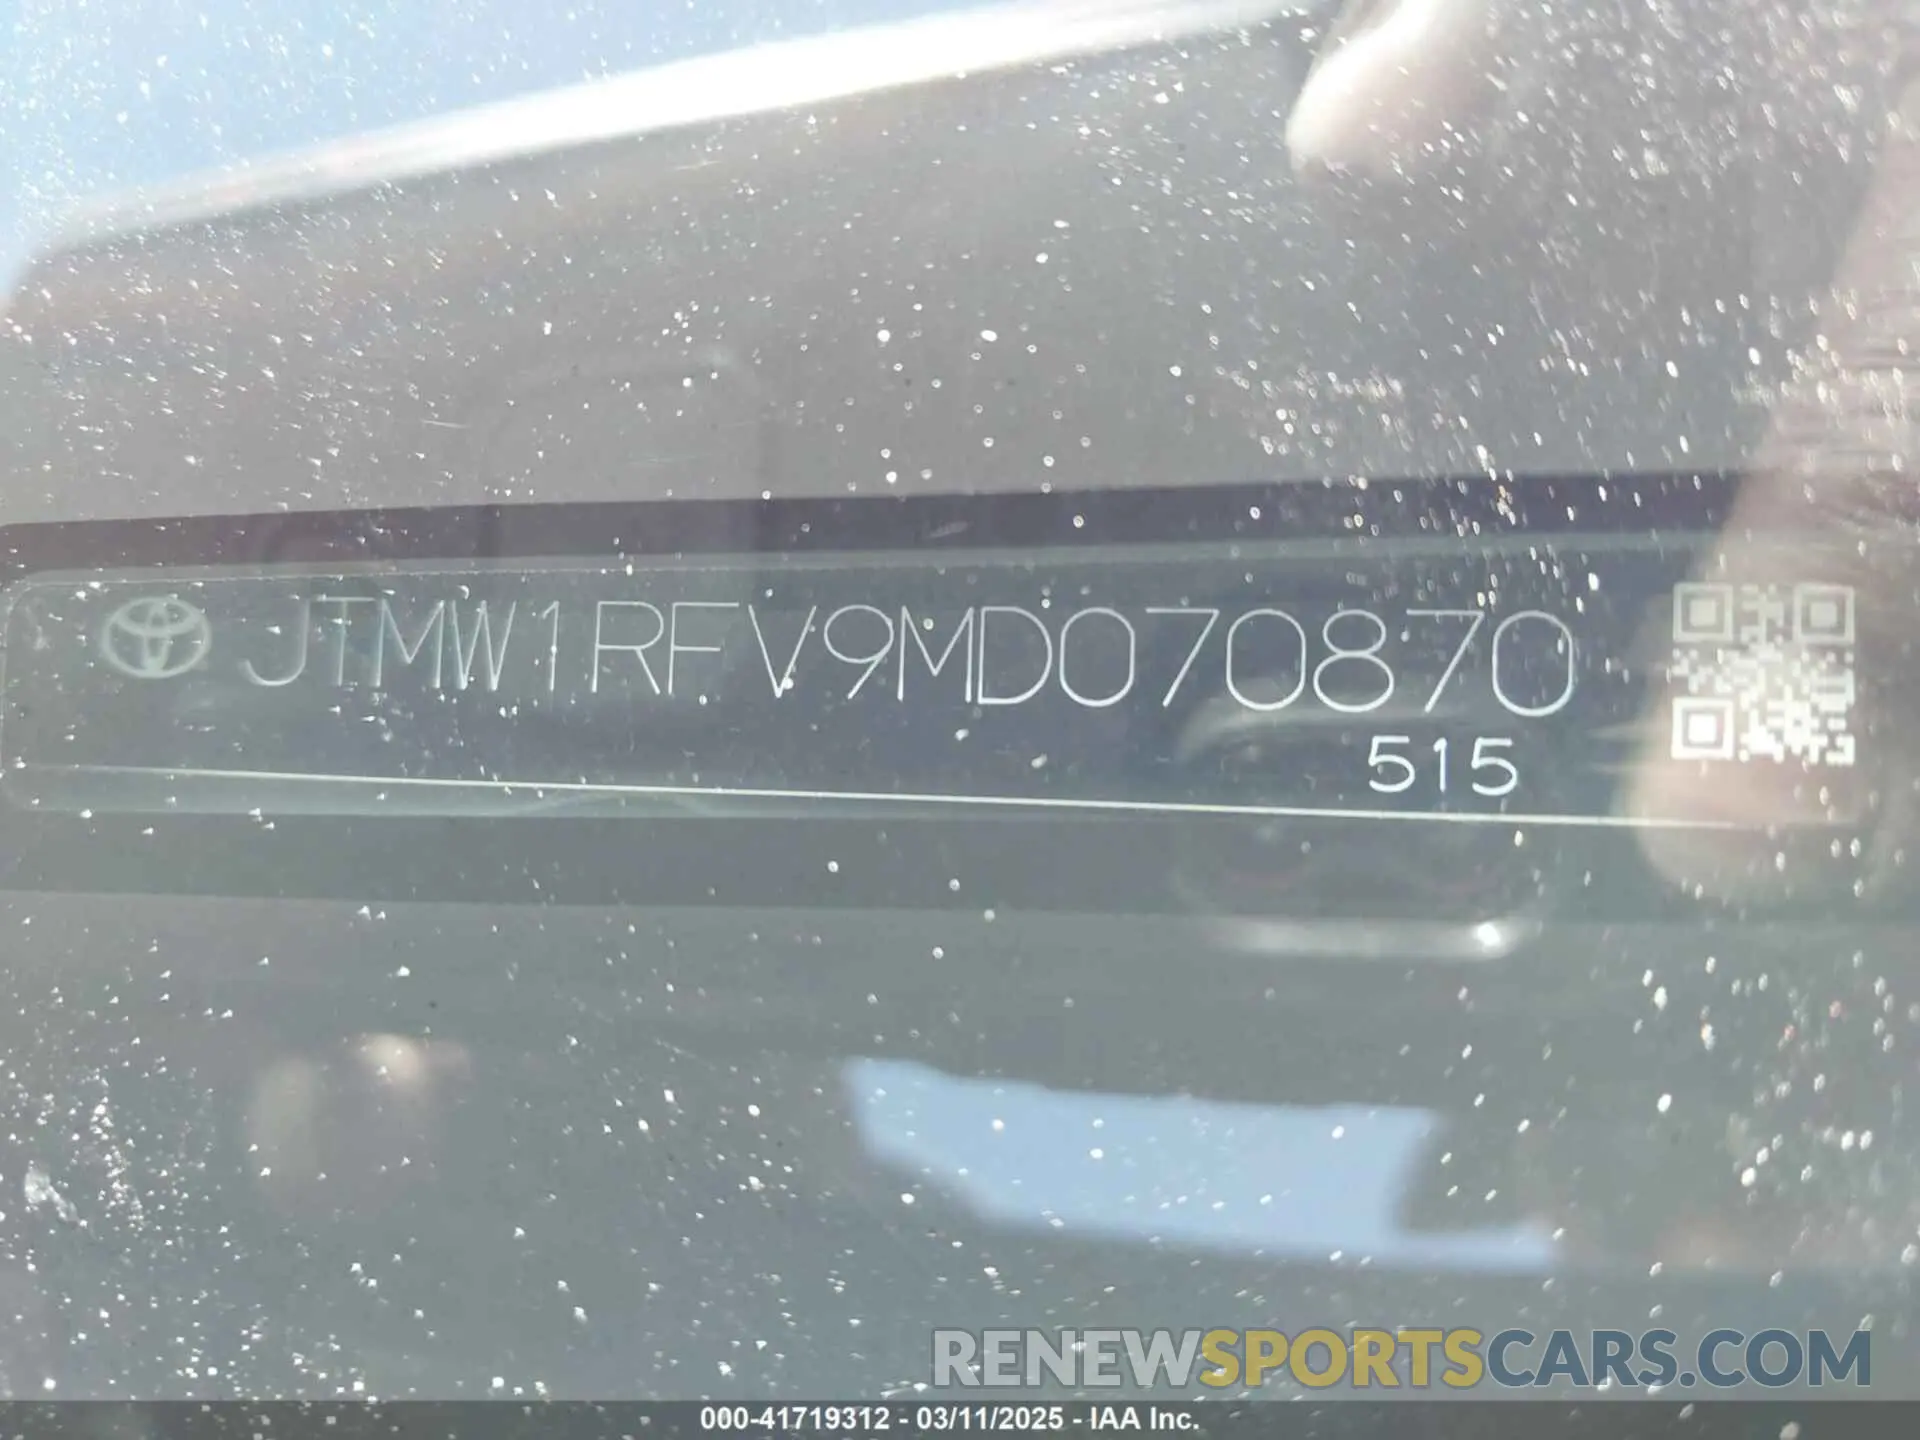 JTMW1RFV9MD070870
515
RENEWSPORTSCARS.COM
000-41719312 - 03/11/2025 - IAA Inc.